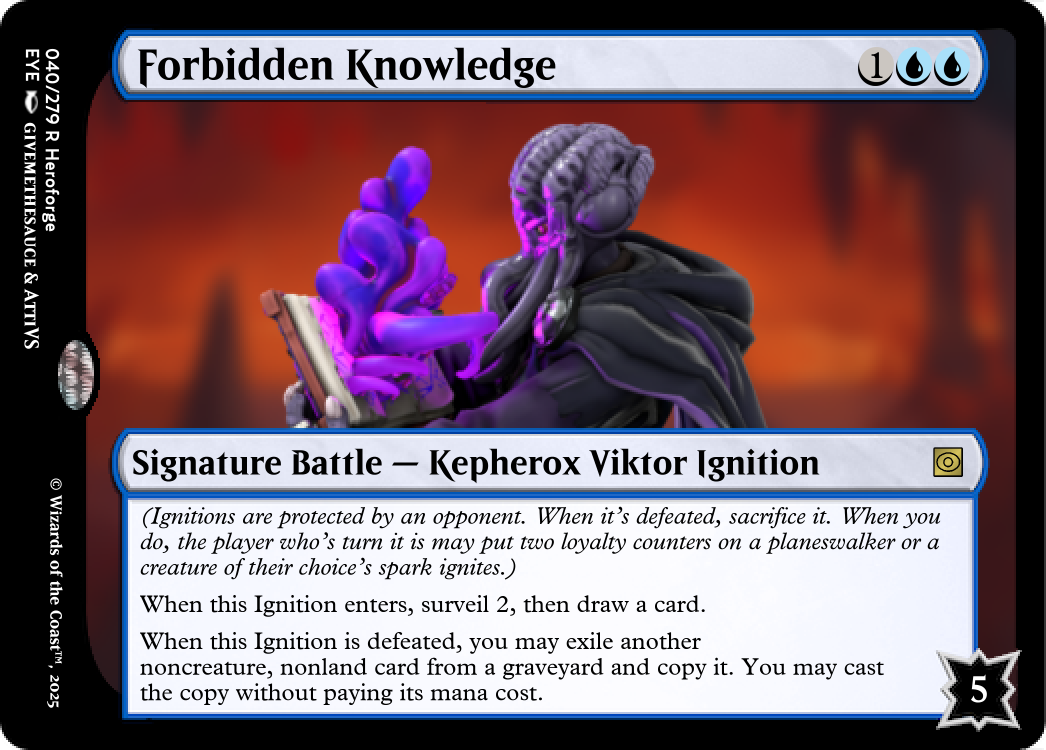 Forbidden Knowledge 1
Signature Battle — Kepherox Viktor Ignition
(Ignitions are protected by an opponent. When it's defeated, sacrifice it. When you
do, the player who's turn it is may put two loyalty counters on a planeswalker or a
creature of their choice's spark ignites.)
When this Ignition enters, surveil 2, then draw a card.
When this Ignition is defeated, you may exile another
noncreature, nonland card from a graveyard and copy it. You may cast
the copy without paying its mana cost.
5
040/279 R Heroforge
EYE GIVEMETHESAUCE & ATTIVS
© Wizards of the Coast™, 2025